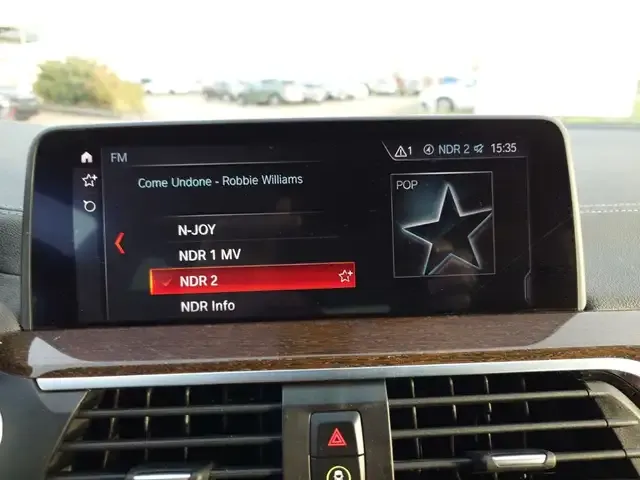 FM
1 NDR 2 15:35
Come Undone - Robbie Williams
POP
N-JOY
NDR 1 MV
NDR 2
NDR Info